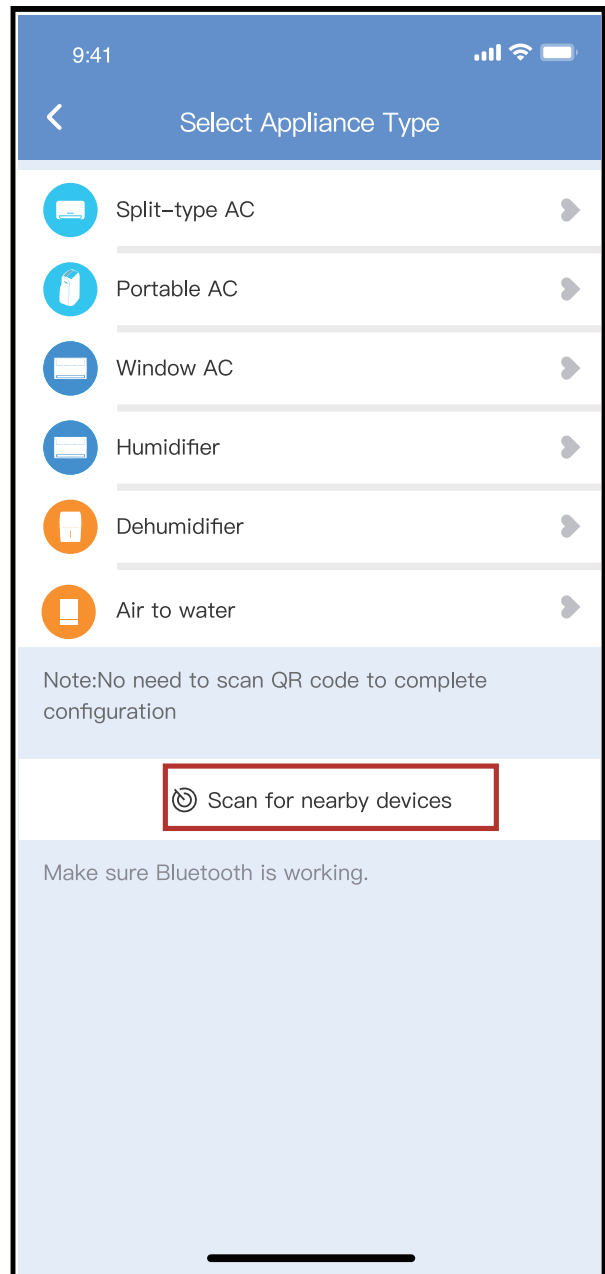 9:41
Select Appliance Type
Split-type AC
Portable AC
Window AC
Humidifier
Dehumidifier
Air to water
Note:No need to scan QR code to complete
configuration
Scan for nearby devices
Make sure Bluetooth is working.